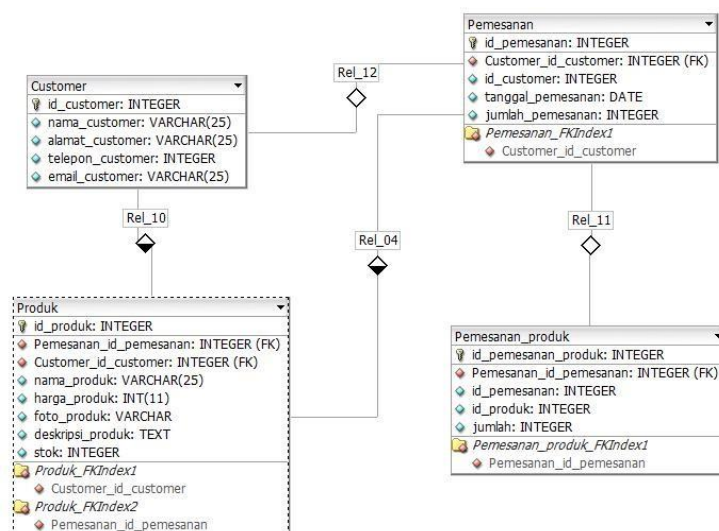 Customer
id_customer: INTEGER
nama_customer: VARCHAR(25)
alamat_customer: VARCHAR(25)
telepon_customer: INTEGER
email_customer: VARCHAR(25)
Rel_12
Pemesanan
id_pemesanan: INTEGER
Customer_id_customer: INTEGER (FK)
id_customer: INTEGER
tanggal_pemesanan: DATE
jumlah_pemesanan: INTEGER
Pemesanan_FKIndex1
Customer_id_customer
Rel_10
Rel_04
Rel_11
Produk
id_produk: INTEGER
Pemesanan_id_pemesanan: INTEGER (FK)
Customer_id_customer: INTEGER (FK)
nama_produk: VARCHAR(25)
harga_produk: INT(11)
foto_produk: VARCHAR
deskripsi_produk: TEXT
stok: INTEGER
Produk_FKIndex1
Customer_id_customer
Produk_FKIndex2
Pemesanan_id_pemesanan
Pemesanan_produk
id_pemesanan_produk: INTEGER
Pemesanan_id_pemesanan: INTEGER (FK)
id_pemesanan: INTEGER
id_produk: INTEGER
jumlah: INTEGER
Pemesanan_produk_FKIndex1
Pemesanan_id_pemesanan